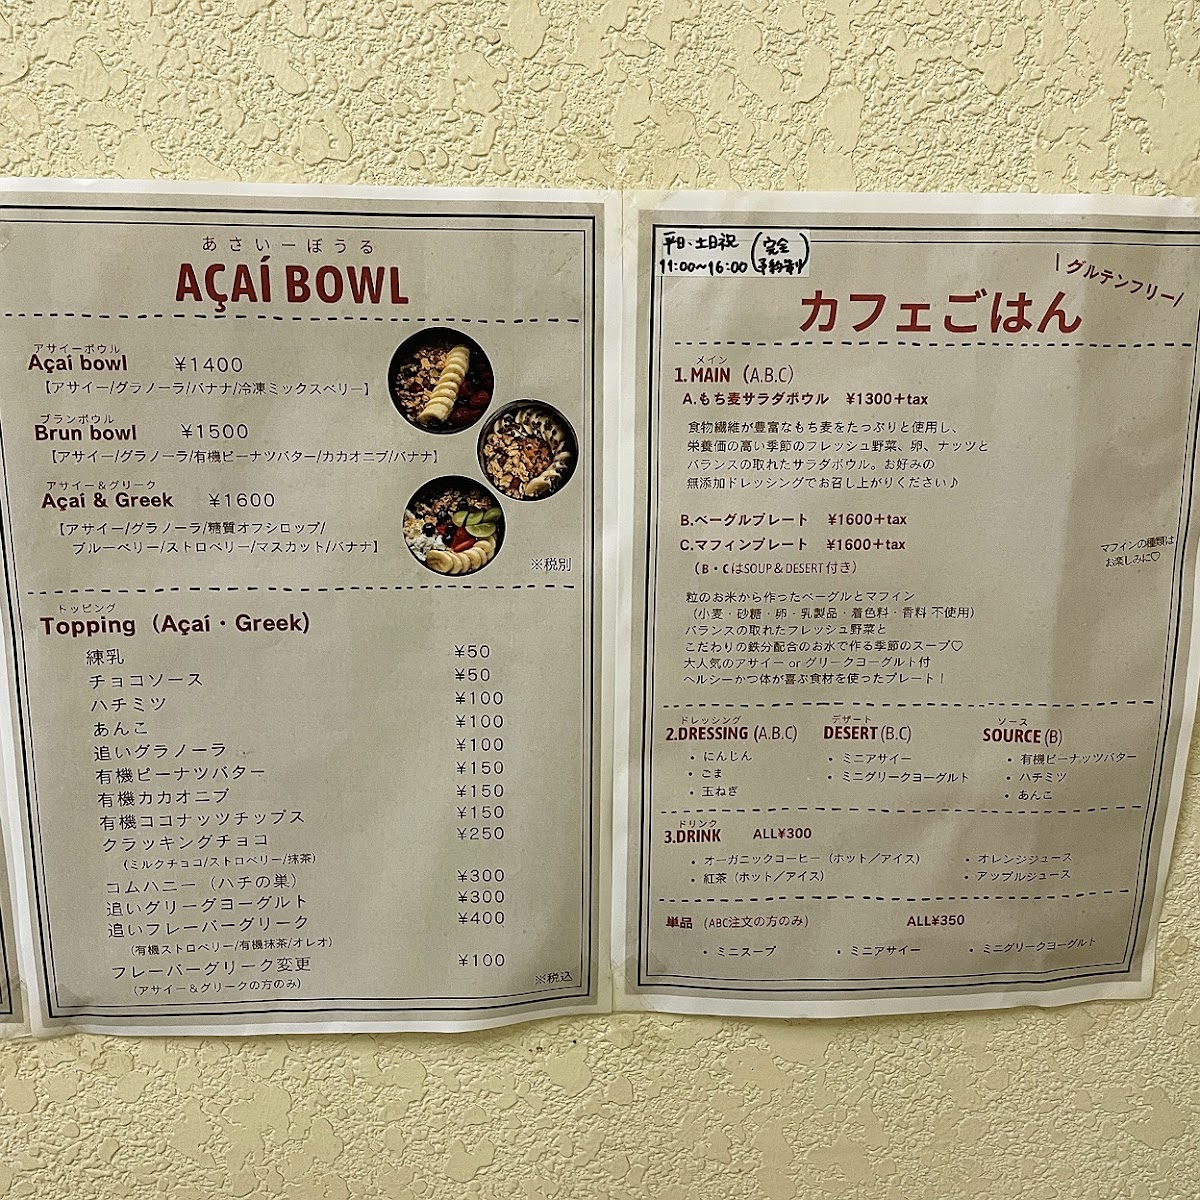 あさいーぼうる
AÇAÍ BOWL
アサイーボウル
Açaí bowl ¥1400
【アサイー/グラノーラ/バナナ/冷凍ミックスベリー】
ブランボウル
Brun bowl ¥1500
【アサイー/グラノーラ/有機ピーナツバター/カカオニブ/バナナ】
アサイー&グリーク
Açaí & Greek ¥1600
【アサイー/グラノーラ/糖質オフシロップ/
ブルーベリー/ストロベリー/マスカット/バナナ】
※税別
トッピング
Topping（Açaí・Greek)
練乳 ¥50
チョコソース ¥50
ハチミツ ¥100
あんこ ¥100
追いグラノーラ ¥100
有機ピーナツバター ¥150
有機カカオニブ ¥150
有機ココナッツチップス ¥150
クラッキングチョコ ¥250
（ミルクチョコ/ストロベリー/抹茶）
コムハニー（ハチの巣） ¥300
追いグリーグヨーグルト ¥300
追いフレーバーグリーク ¥400
（有機ストロベリー/有機抹茶/オレオ）
フレーバーグリーク変更 ¥100
（アサイー&グリークの方のみ）
※税込
平日、土日祝（完全
11:00〜16:00 予約制）
\ グルテンフリー/
カフェごはん
メイン
1. MAIN （A.B.C）
A.もち麦サラダボウル ¥1300＋tax
食物繊維が豊富なもち麦をたっぷりと使用し、
栄養価の高い季節のフレッシュ野菜、卵、ナッツと
バランスの取れたサラダボウル。お好みの
無添加ドレッシングでお召し上がりください♪
B.ベーグルプレート ¥1600＋tax
C.マフィンプレート ¥1600＋tax
（B・CはSOUP & DESERT 付き）
マフィンの種類は
お楽しみに♡
粒のお米から作ったベーグルとマフィン
（小麦・砂糖・卵・乳製品・着色料・香料 不使用）
バランスの取れたフレッシュ野菜と
こだわりの鉄分配合のお水で作る季節のスープ♡
大人気のアサイー or グリークヨーグルト付
ヘルシーかつ体が喜ぶ食材を使ったプレート！
ドレッシング
2.DRESSING (A.B.C)
• にんじん
• ごま
• 玉ねぎ
デザート
DESERT (B.C)
• ミニアサイー
• ミニグリークヨーグルト
ソース
SOURCE (B)
• 有機ピーナッツバター
• ハチミツ
• あんこ
ドリンク
3.DRINK ALL¥300
• オーガニックコーヒー（ホット／アイス） • オレンジジュース
• 紅茶（ホット／アイス） • アップルジュース
単品 （ABC注文の方のみ） ALL¥350
• ミニスープ • ミニアサイー • ミニグリークヨーグルト